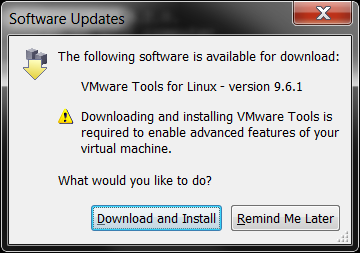 Software Updates
The following software is available for download:
VMware Tools for Linux - version 9.6.1
Downloading and installing VMware Tools is
required to enable advanced features of your
virtual machine.
What would you like to do?
Download and Install
Remind Me Later